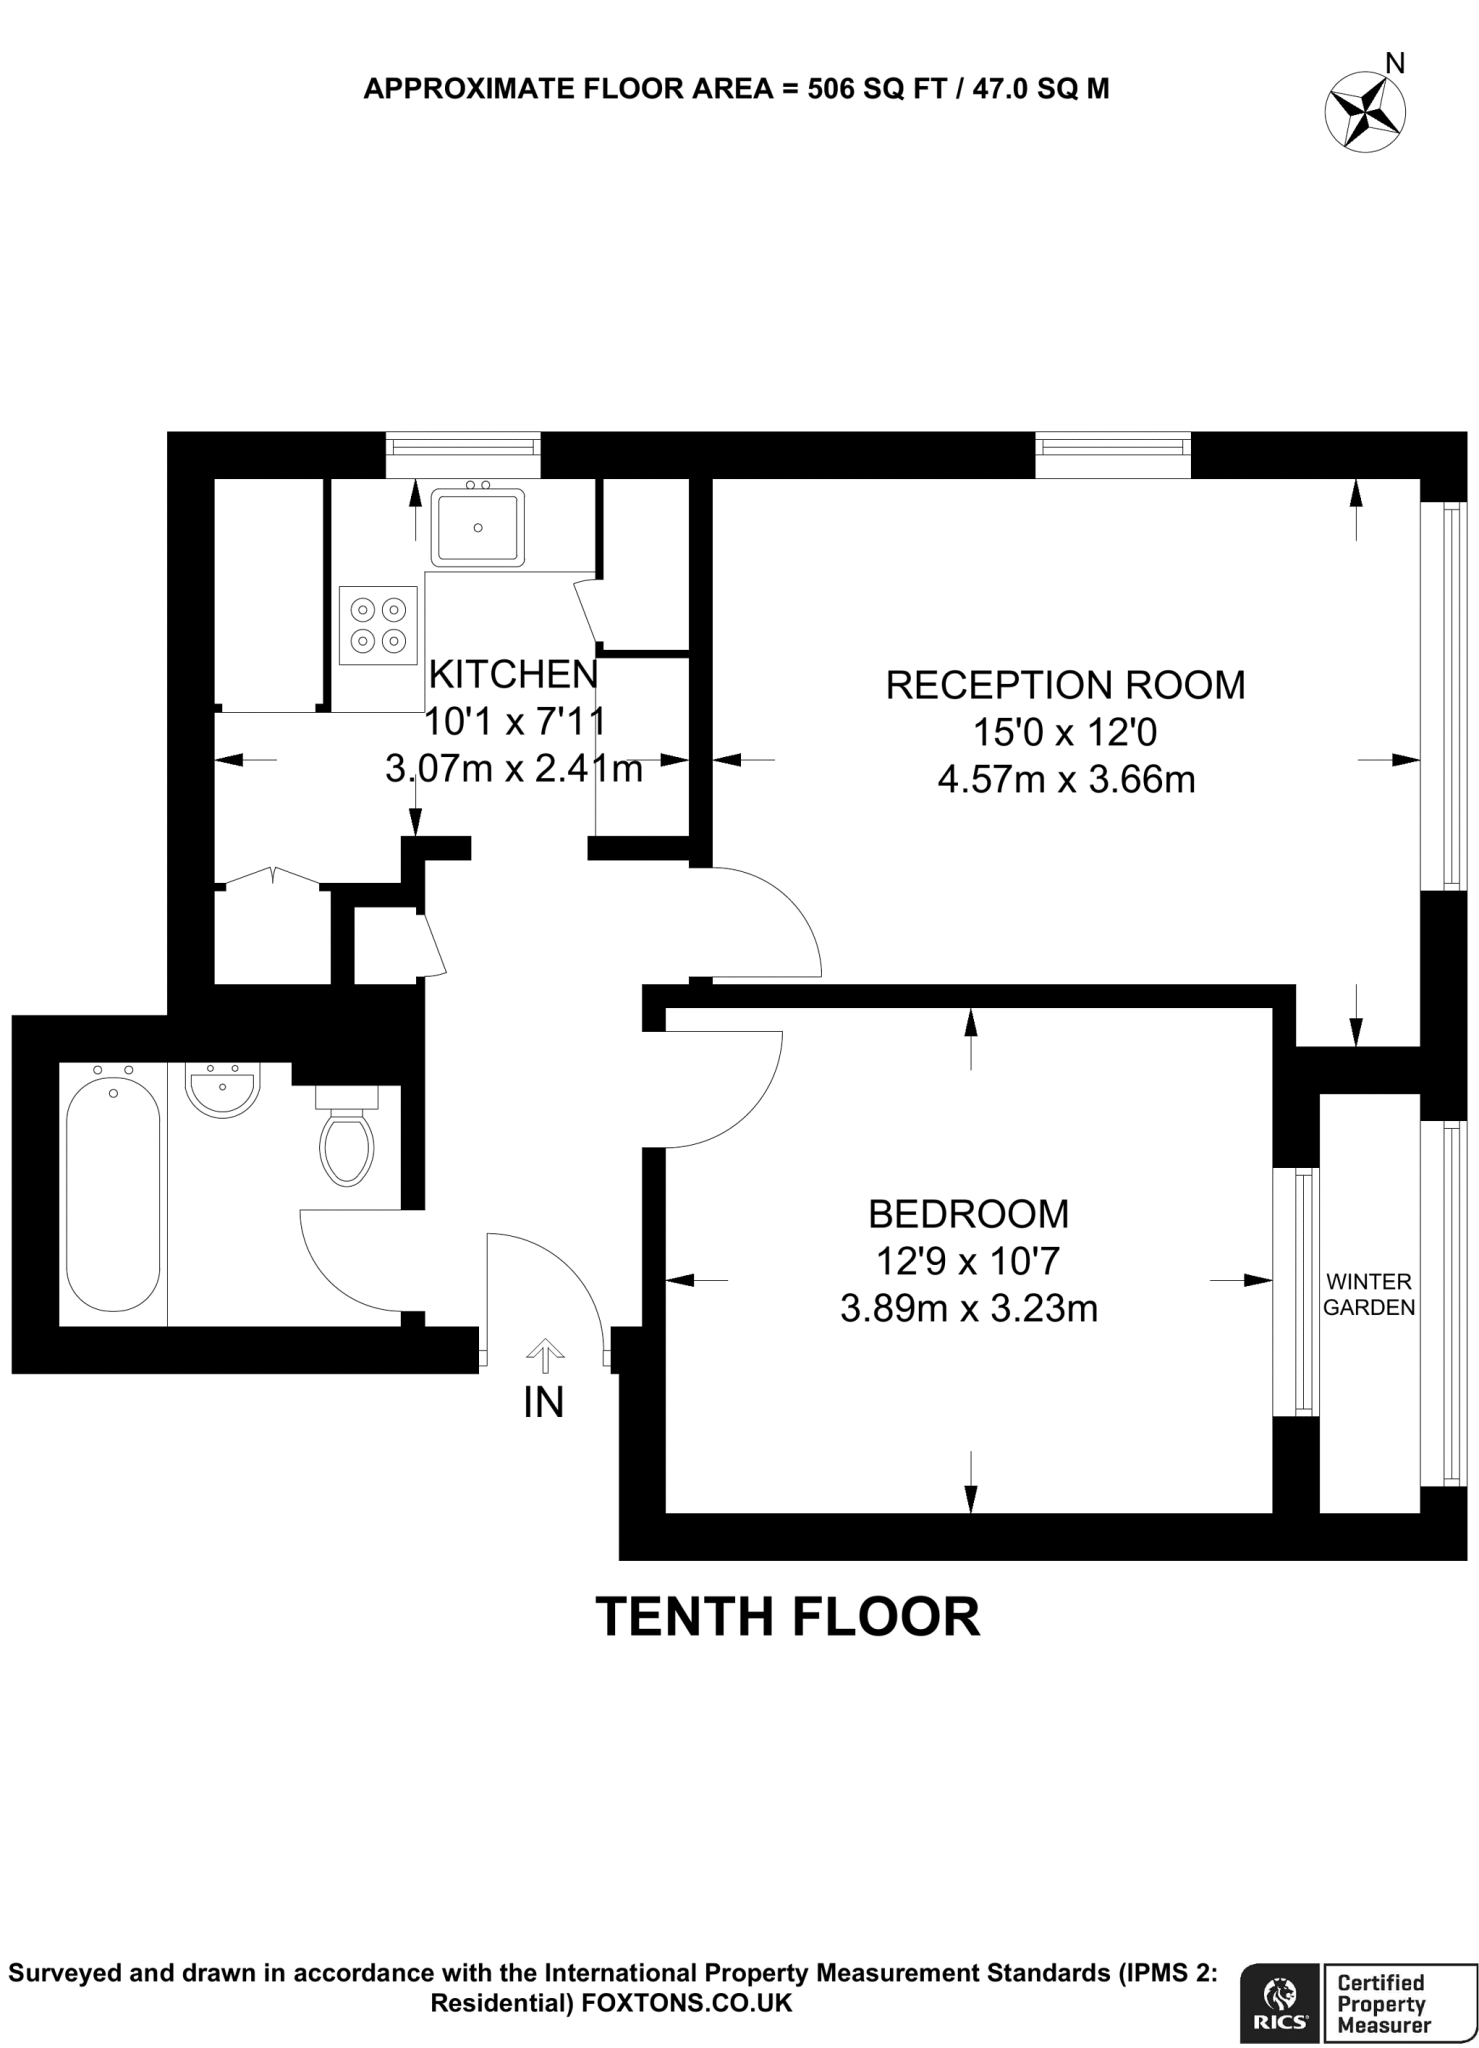 N
APPROXIMATE FLOOR AREA = 506 SQ FT / 47.0 SQ M
KITCHEN
10'1 x 7'11
3.07m x 2.41m
RECEPTION ROOM
15'0 x 12'0
4.57m x 3.66m
BEDROOM
12'9 x 10'7
3.89m x 3.23m
WINTER
GARDEN
IN
TENTH FLOOR
Surveyed and drawn in accordance with the International Property Measurement Standards (IPMS 2:
Residential) FOXTONS.CO.UK
RICS
Certified
Property
Measurer